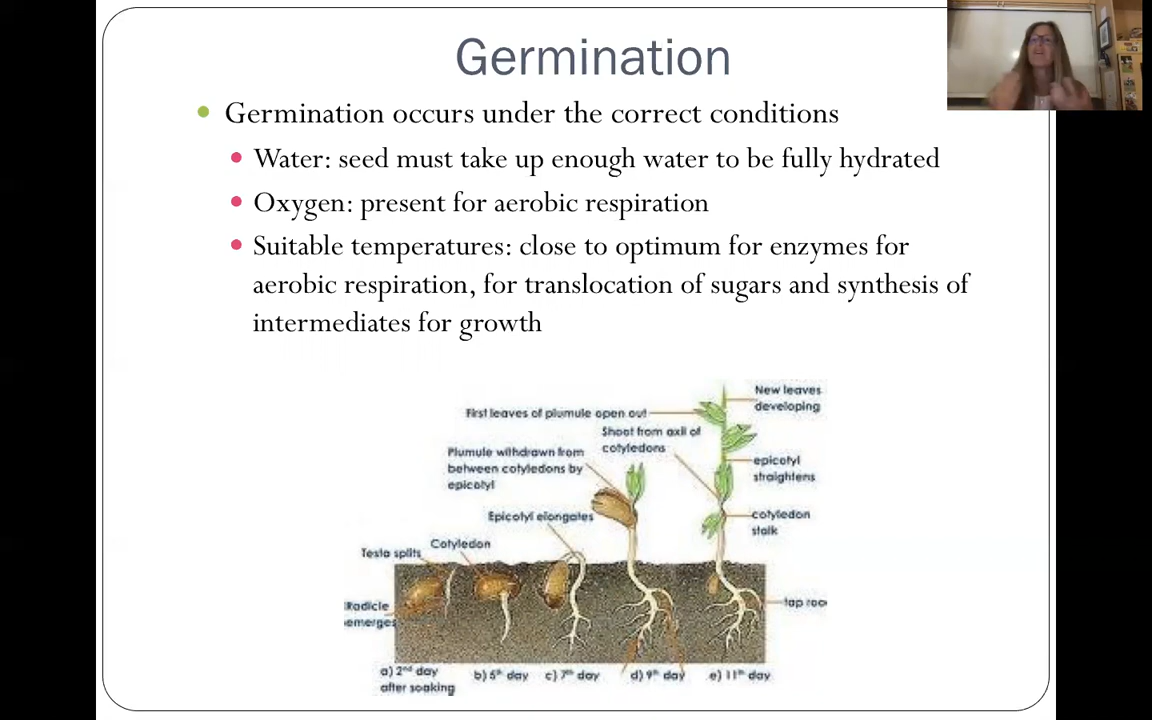 Germination
Germination occurs under the correct conditions
Water: seed must take up enough water to be fully hydrated
Oxygen: present for aerobic respiration
Suitable temperatures: close to optimum for enzymes for
aerobic respiration, for translocation of sugars and synthesis of
intermediates for growth
New leaves
developing
First leaves of plumule open out
Shoot from axil of
cotyledons
Plumule withdrawn from
between cotyledons by
epicotyl
epicotyl
straightens
Epicotyl elongates
cotyledon
stalk
Cotyledon
Testa splits
Radicle
emerges
tap roo
a) 2nd day
after soaking
b) 5th day
c) 7th day
d) 9th day
e) 11th day